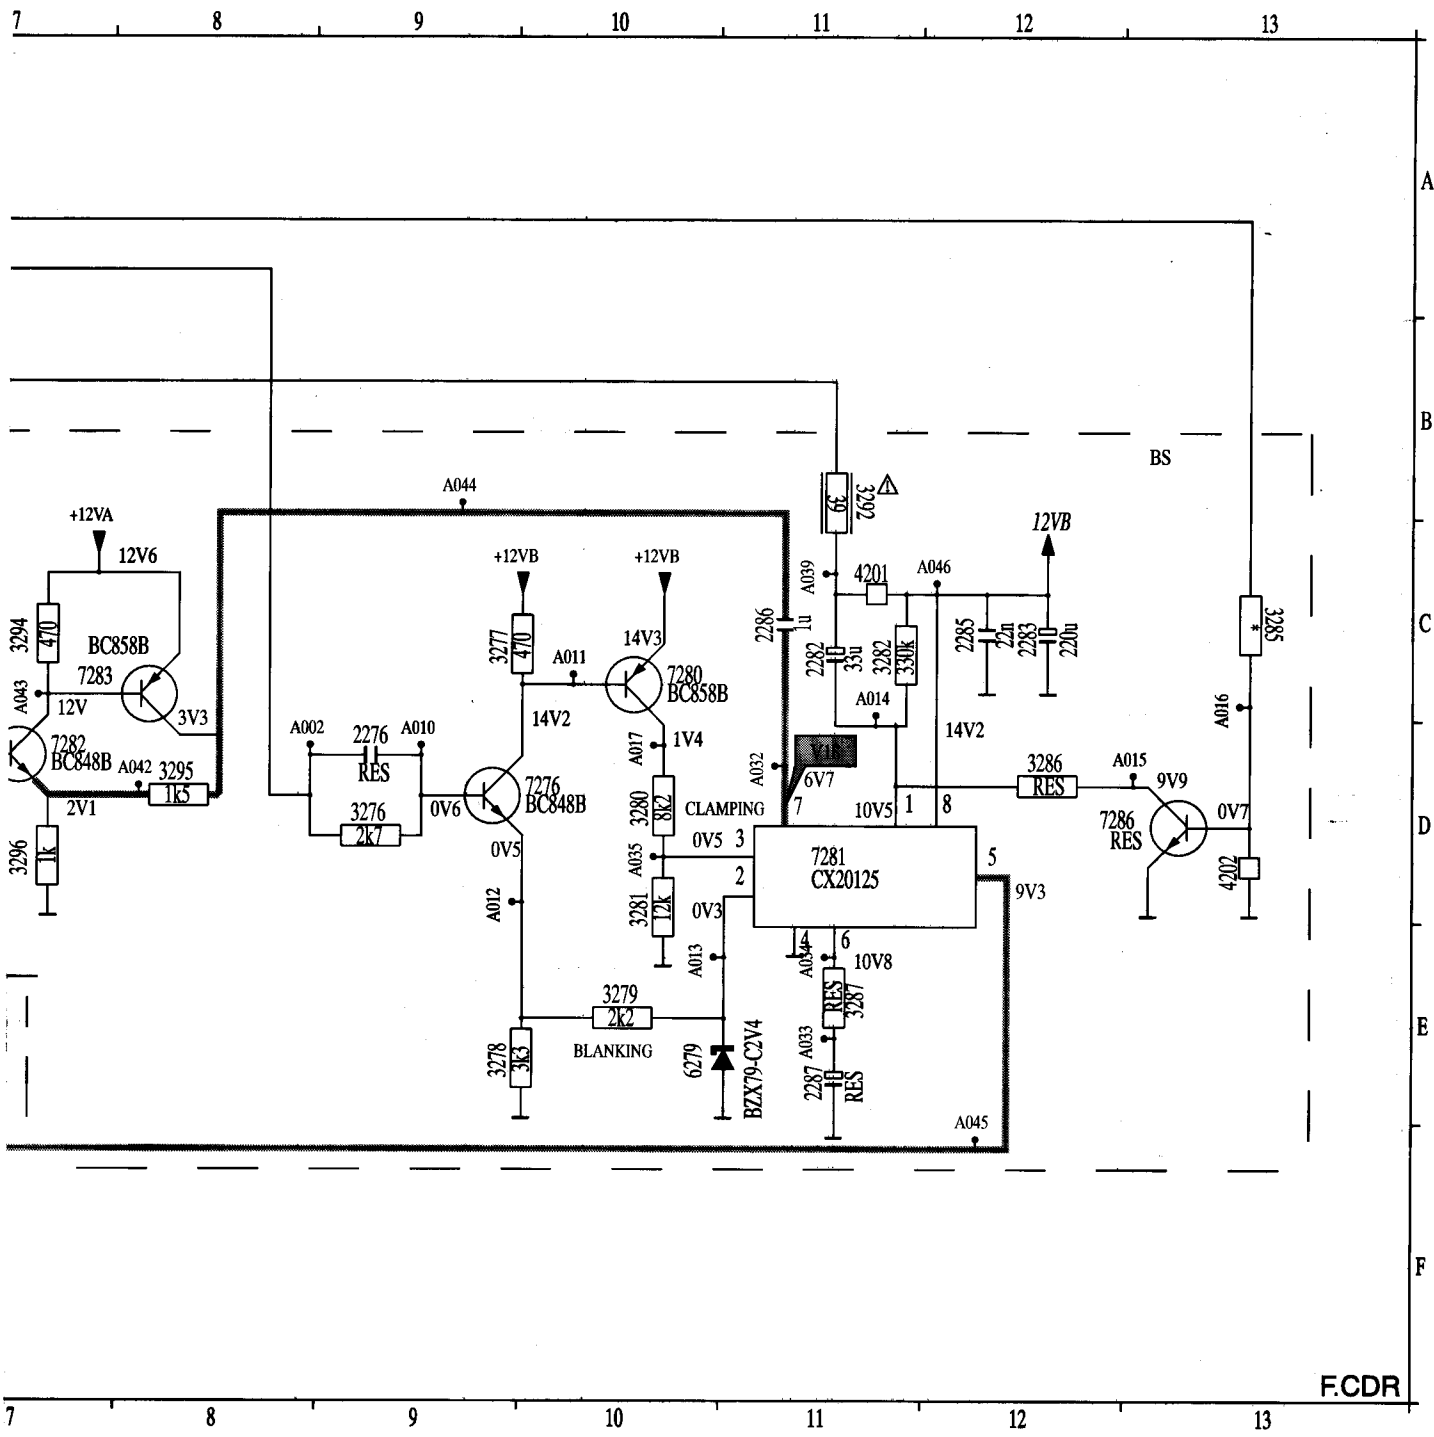 7 8 9 10 11 12 13
A
B
BS
A044
3292
39
+12VA
12VB
12V6
+12VB
+12VB
A039
4201
A046
3294
470
BC858B
7283
3277
470
A011
14V3
7280
BC858B
2286
1u
2282
33u
3282
330k
2285
22n
2283
220u
3285
*
C
A043
12V
3V3
A002
2276
RES
A010
14V2
A017
1V4
A014
14V2
A016
7282
BC848B
A042
3295
1k5
2V1
7276
BC848B
0V6
3276
2k7
A032
6V7
7
3286
RES
A015
9V9
3280
8k2
CLAMPING
10V5
1
8
7286
RES
0V7
D
3296
1k
0V5
A035
0V5
3
2
7281
CX20125
5
9V3
4202
A012
3281
12k
0V3
A013
4
6
A034
10V8
3279
2k2
RES
3287
BLANKING
3278
3k3
6279
BZX79-C2V4
A033
2287
RES
E
A045
F
F.CDR
7 8 9 10 11 12 13